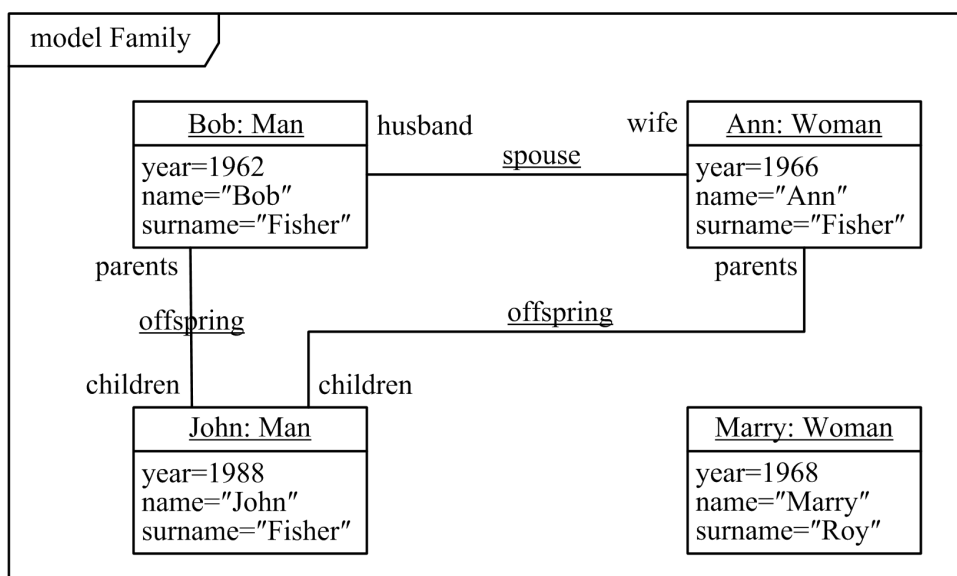 model Family
Bob: Man
year=1962
name="Bob"
surname="Fisher"
husband
spouse
wife
Ann: Woman
year=1966
name="Ann"
surname="Fisher"
parents
parents
offspring
offspring
children
children
John: Man
year=1988
name="John"
surname="Fisher"
Marry: Woman
year=1968
name="Marry"
surname="Roy"